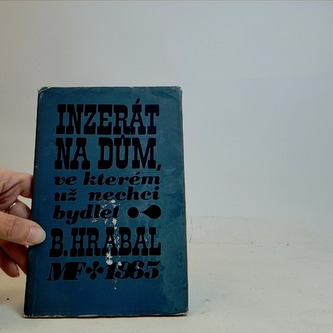 INZERÁT
NA DŮM,
ve kterém
už nechci
bydlet
B. HRABAL
MF 1965